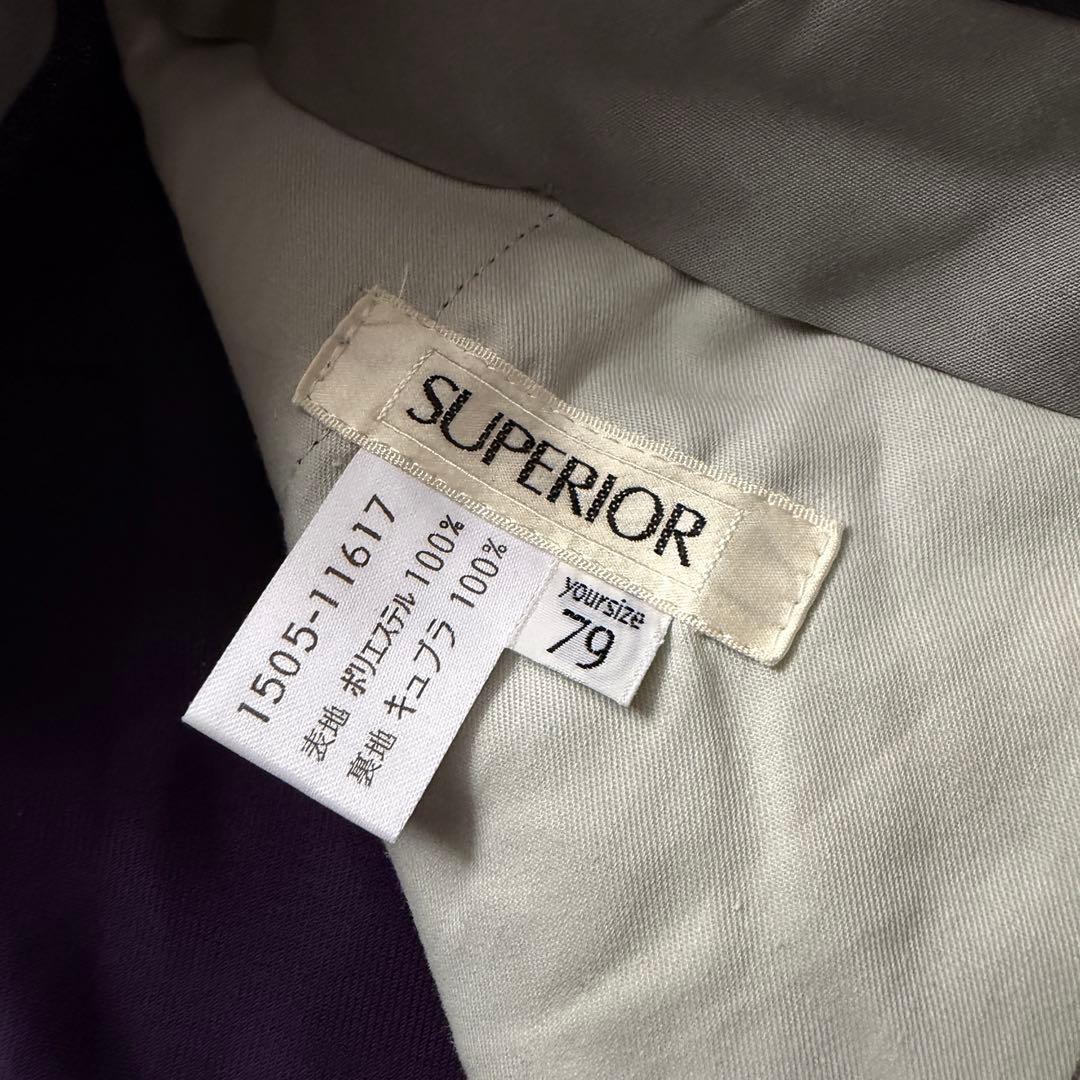 SUPERIOR
1505-11617
表地 ポリエステル 100%
裏地 キュプラ 100%
yoursize
79